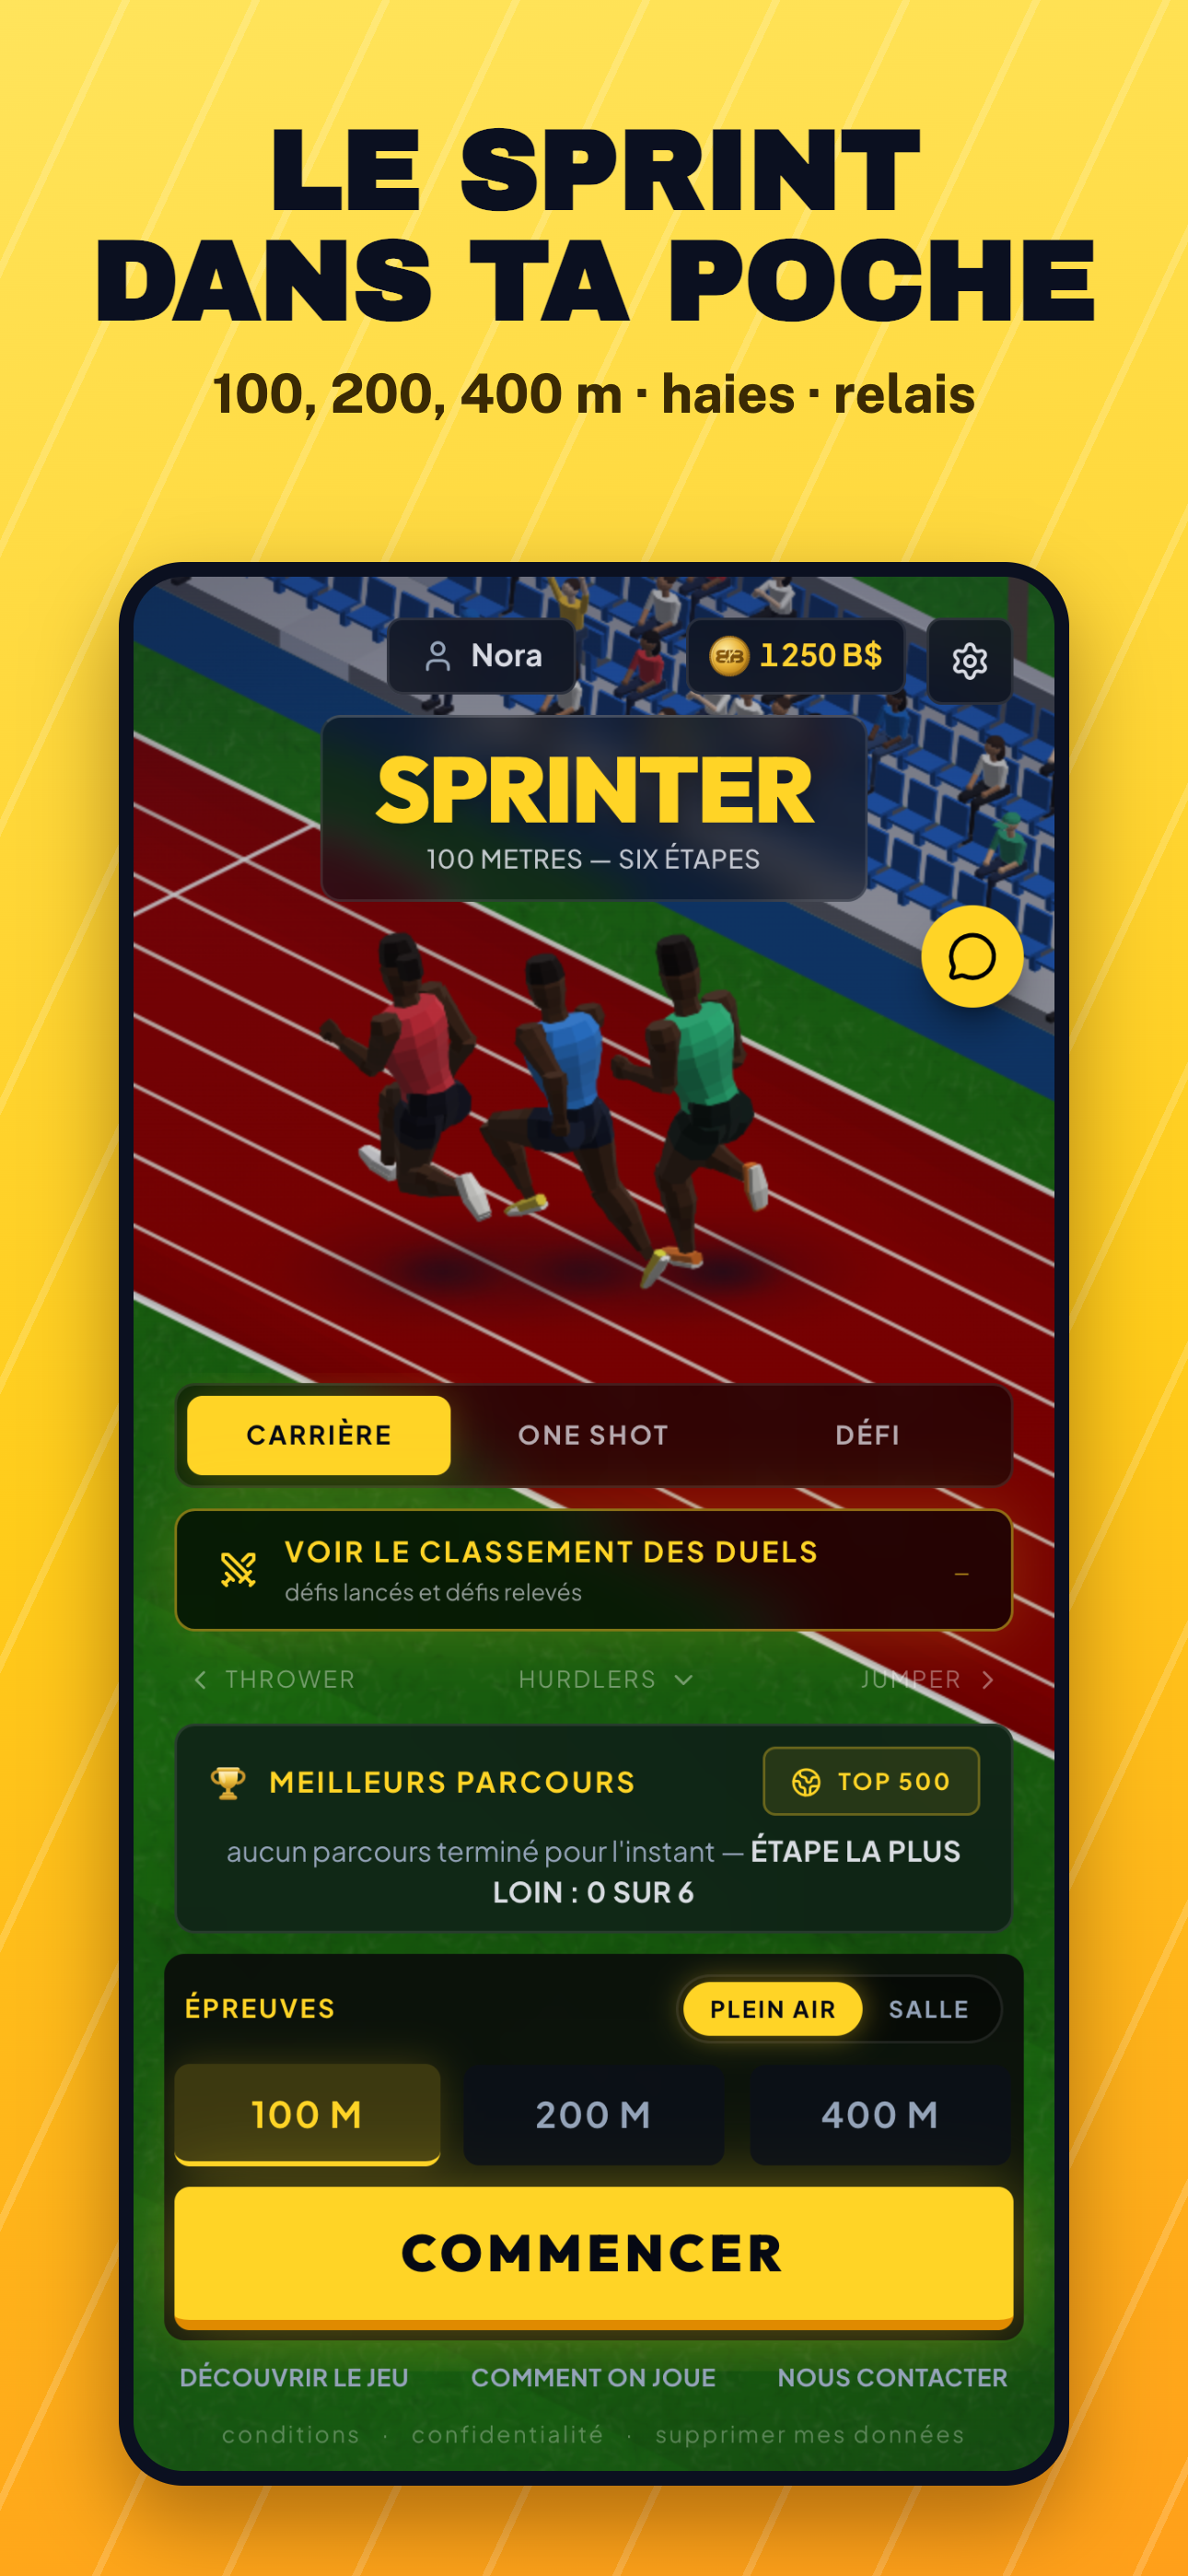 LE SPRINT
DANS TA POCHE
100, 200, 400 m · haies · relais
Nora
1 250 B$
SPRINTER
100 METRES — SIX ÉTAPES
CARRIÈRE
ONE SHOT
DÉFI
VOIR LE CLASSEMENT DES DUELS
défis lancés et défis relevés
–
THROWER
HURDLERS
JUMPER
MEILLEURS PARCOURS
TOP 500
aucun parcours terminé pour l'instant — ÉTAPE LA PLUS
LOIN : 0 SUR 6
ÉPREUVES
PLEIN AIR
SALLE
100 M
200 M
400 M
COMMENCER
DÉCOUVRIR LE JEU
COMMENT ON JOUE
NOUS CONTACTER
conditions · confidentialité · supprimer mes données